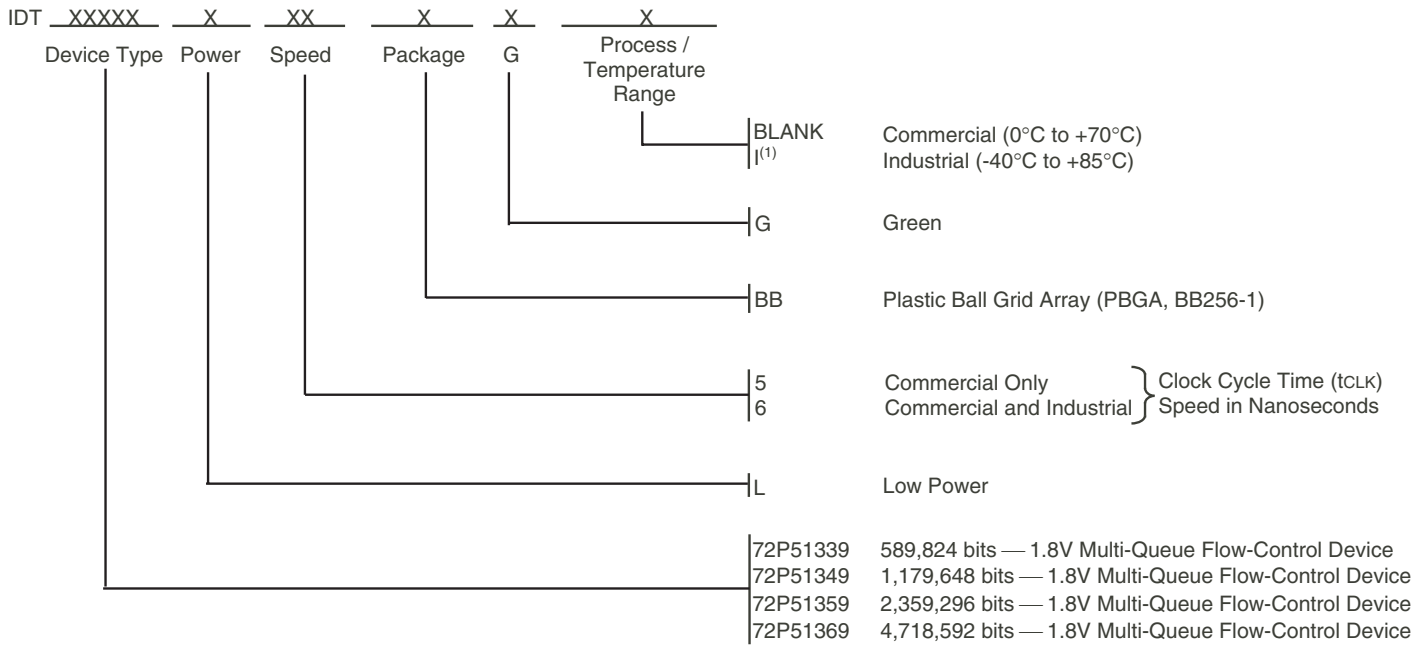 IDT XXXXX X XX X X X
Device Type Power Speed Package G Process / Temperature Range
BLANK Commercial (0°C to +70°C)
I(1) Industrial (-40°C to +85°C)
G Green
BB Plastic Ball Grid Array (PBGA, BB256-1)
5 Commercial Only Clock Cycle Time (tCLK)
6 Commercial and Industrial Speed in Nanoseconds
L Low Power
72P51339 589,824 bits — 1.8V Multi-Queue Flow-Control Device
72P51349 1,179,648 bits — 1.8V Multi-Queue Flow-Control Device
72P51359 2,359,296 bits — 1.8V Multi-Queue Flow-Control Device
72P51369 4,718,592 bits — 1.8V Multi-Queue Flow-Control Device